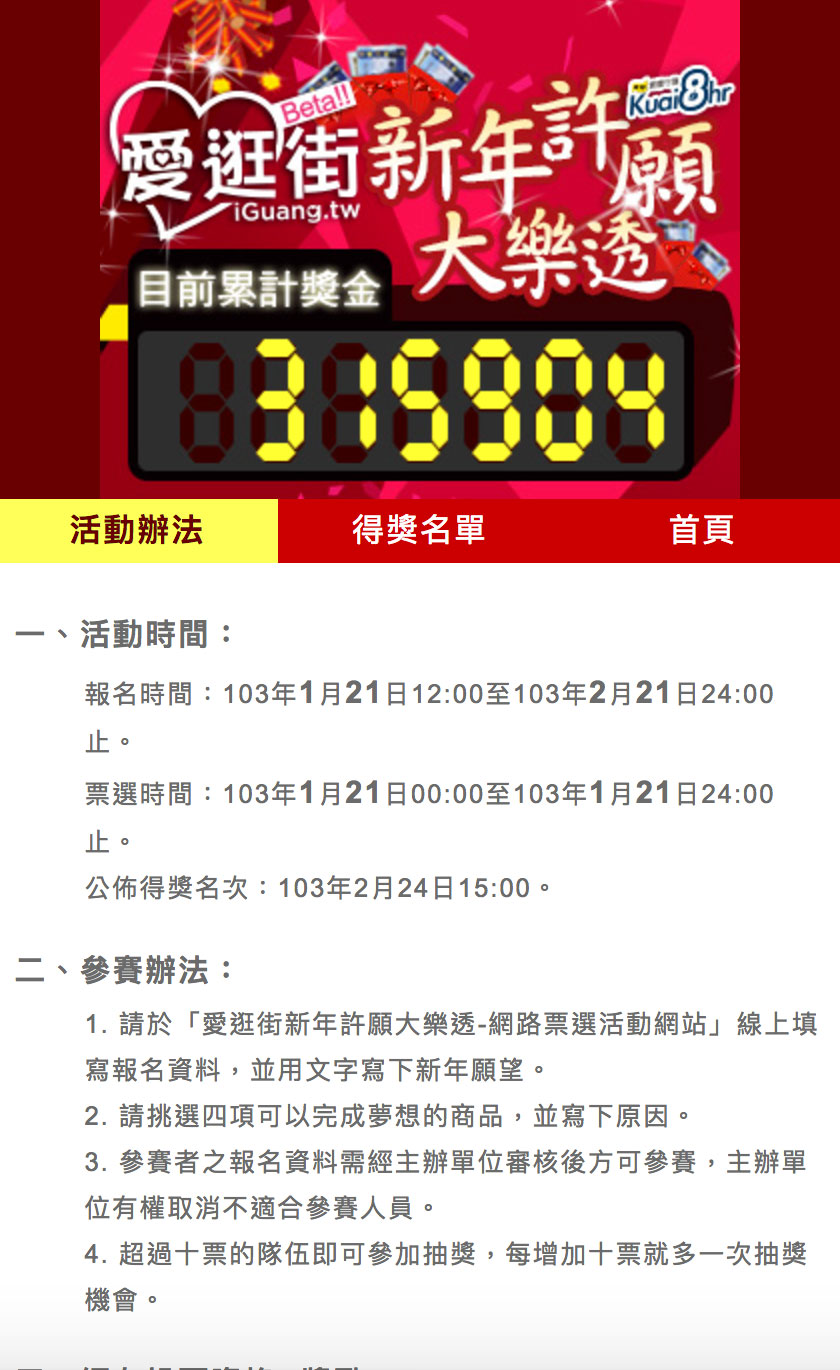 Beta!!
愛逛街
iGuang.tw
新年許願
Kuai8hr
大樂透
目前累計獎金
315904
活動辦法 得獎名單 首頁
一、活動時間：
報名時間：103年1月21日12:00至103年2月21日24:00
止。
票選時間：103年1月21日00:00至103年1月21日24:00
止。
公佈得獎名次：103年2月24日15:00。
二、參賽辦法：
1. 請於「愛逛街新年許願大樂透-網路票選活動網站」線上填
寫報名資料，並用文字寫下新年願望。
2. 請挑選四項可以完成夢想的商品，並寫下原因。
3. 參賽者之報名資料需經主辦單位審核後方可參賽，主辦單
位有權取消不適合參賽人員。
4. 超過十票的隊伍即可參加抽獎，每增加十票就多一次抽獎
機會。